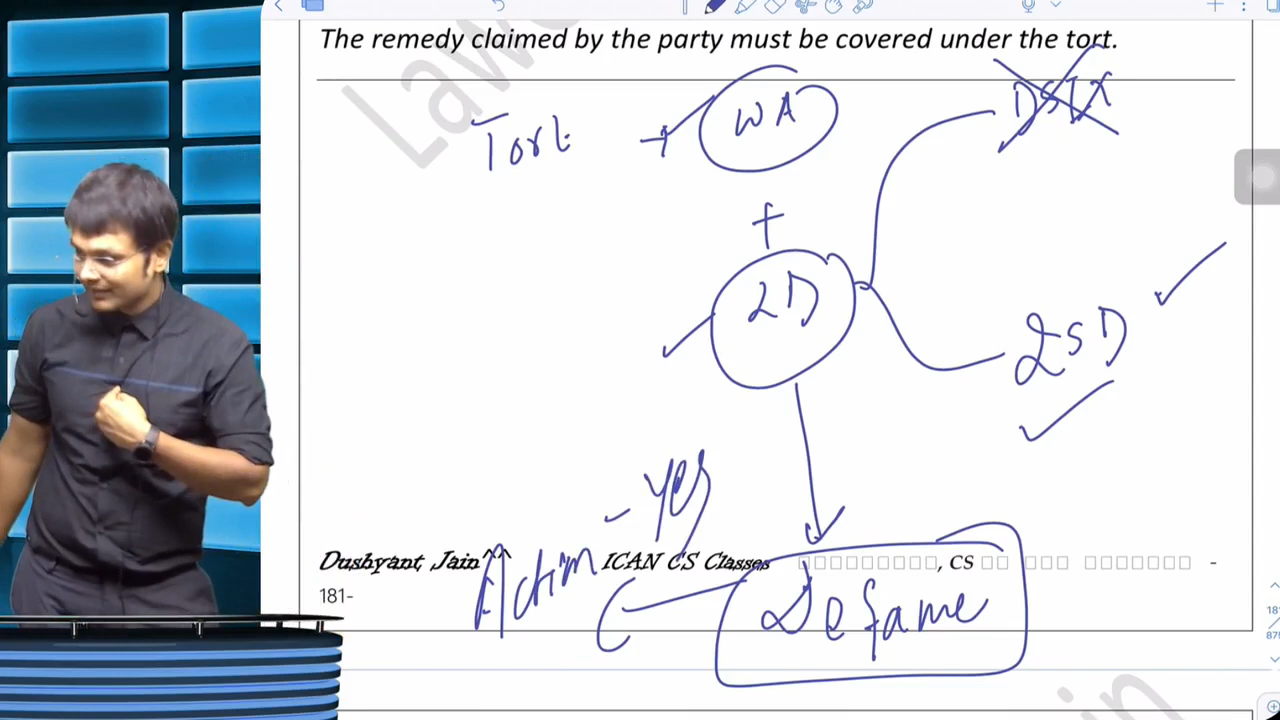 The remedy claimed by the party must be covered under the tort.
Tort → WA
+
LD
LSD
Yes
Action
Defame
Dushyant Jain^^ ICAN CS Classes , CS -
181-